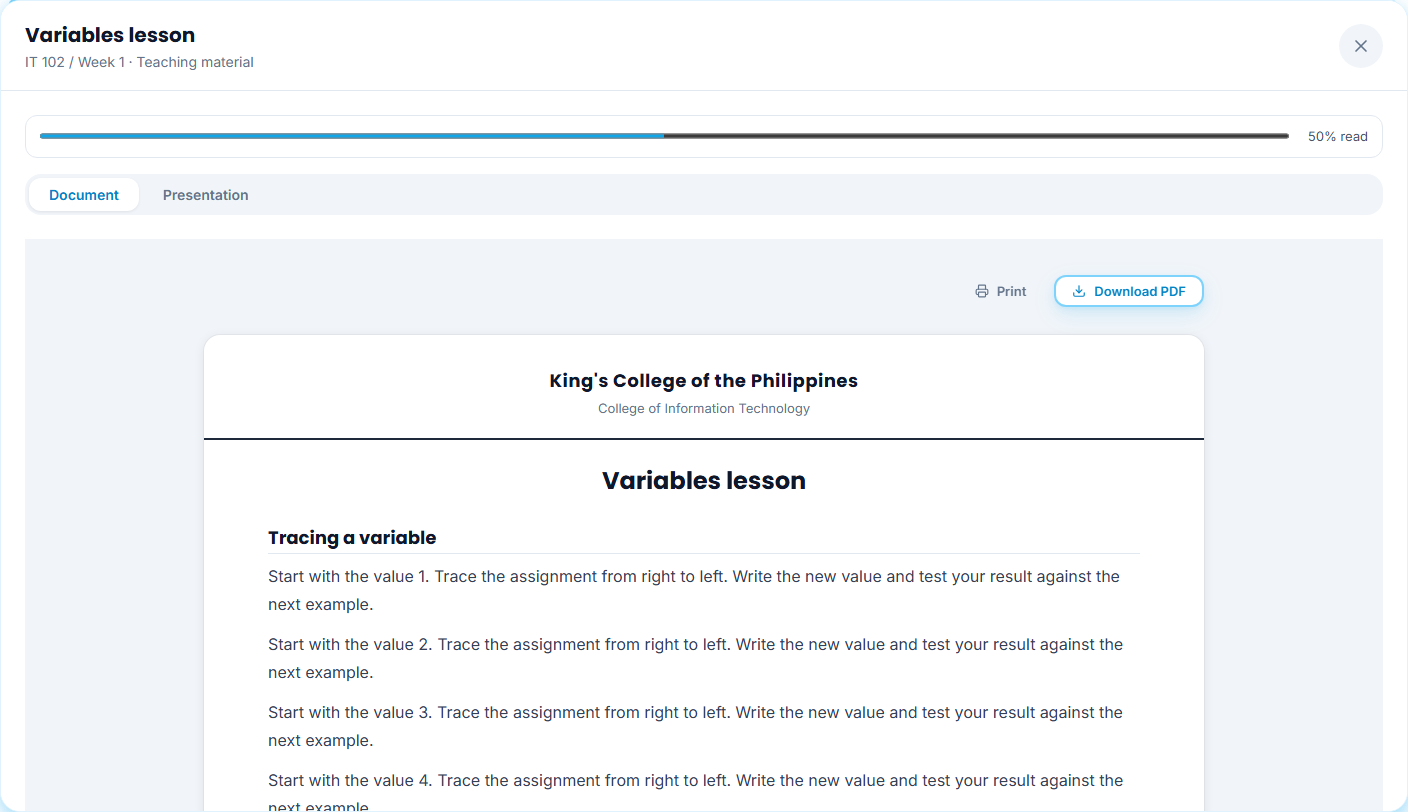 Variables lesson
IT 102 / Week 1 · Teaching material
50% read
Document
Presentation
Print
Download PDF
King's College of the Philippines
College of Information Technology
Variables lesson
Tracing a variable
Start with the value 1. Trace the assignment from right to left. Write the new value and test your result against the
next example.
Start with the value 2. Trace the assignment from right to left. Write the new value and test your result against the
next example.
Start with the value 3. Trace the assignment from right to left. Write the new value and test your result against the
next example.
Start with the value 4. Trace the assignment from right to left. Write the new value and test your result against the
next example.